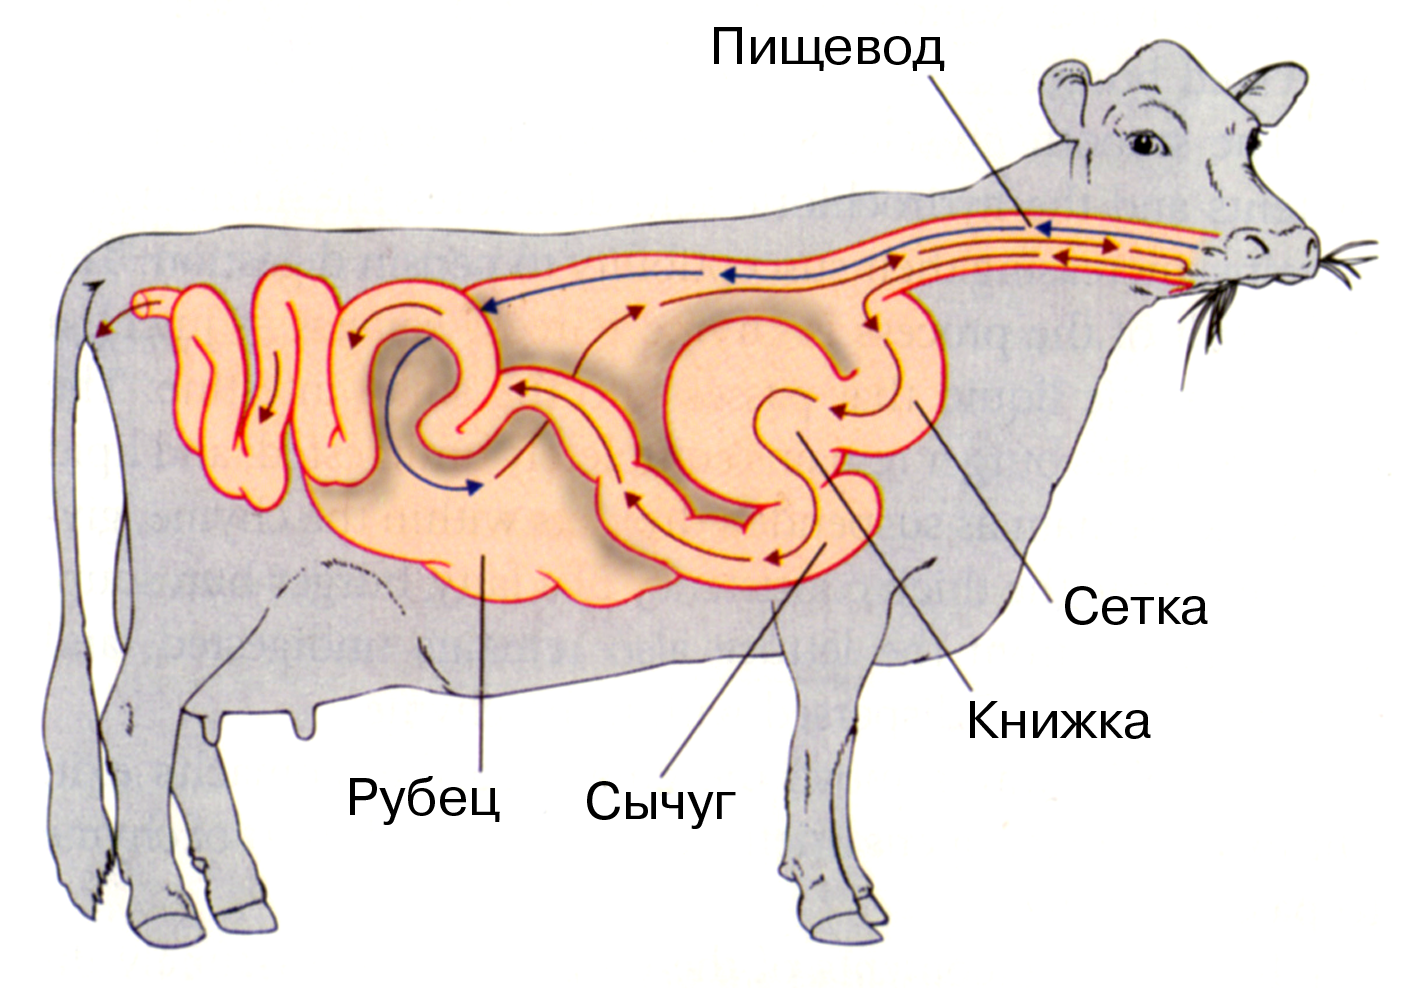 Пищевод
Сетка
Книжка
Рубец
Сычуг